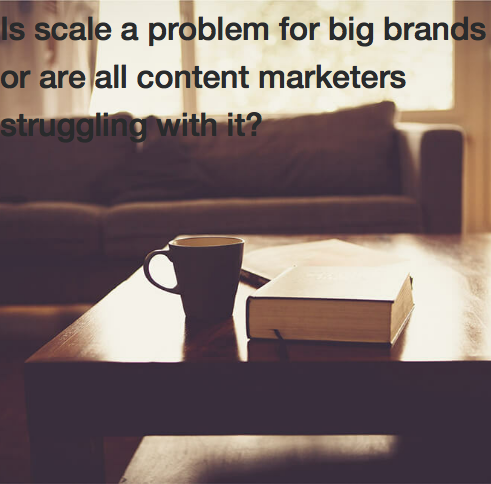 Is scale a problem for big brands
or are all content marketers
struggling with it?